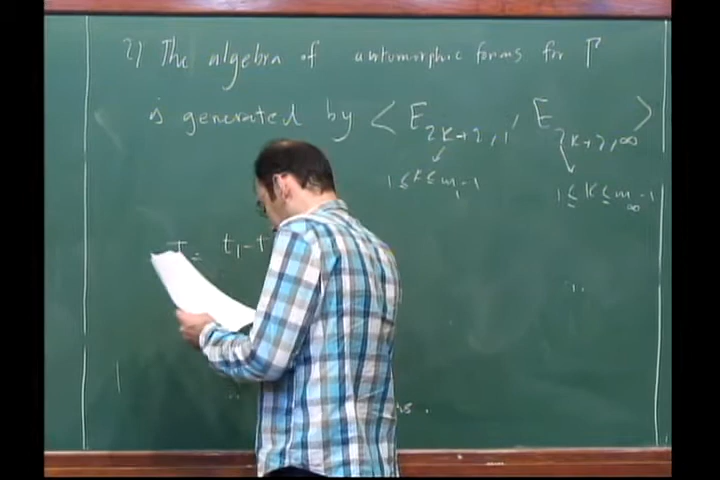 2) The algebra of automorphic forms for Γ
is generated by < E_{2k+2,1} , E_{2k+2,∞} >
1≤k≤m_1-1 1≤k≤m_∞-1
t_1-t